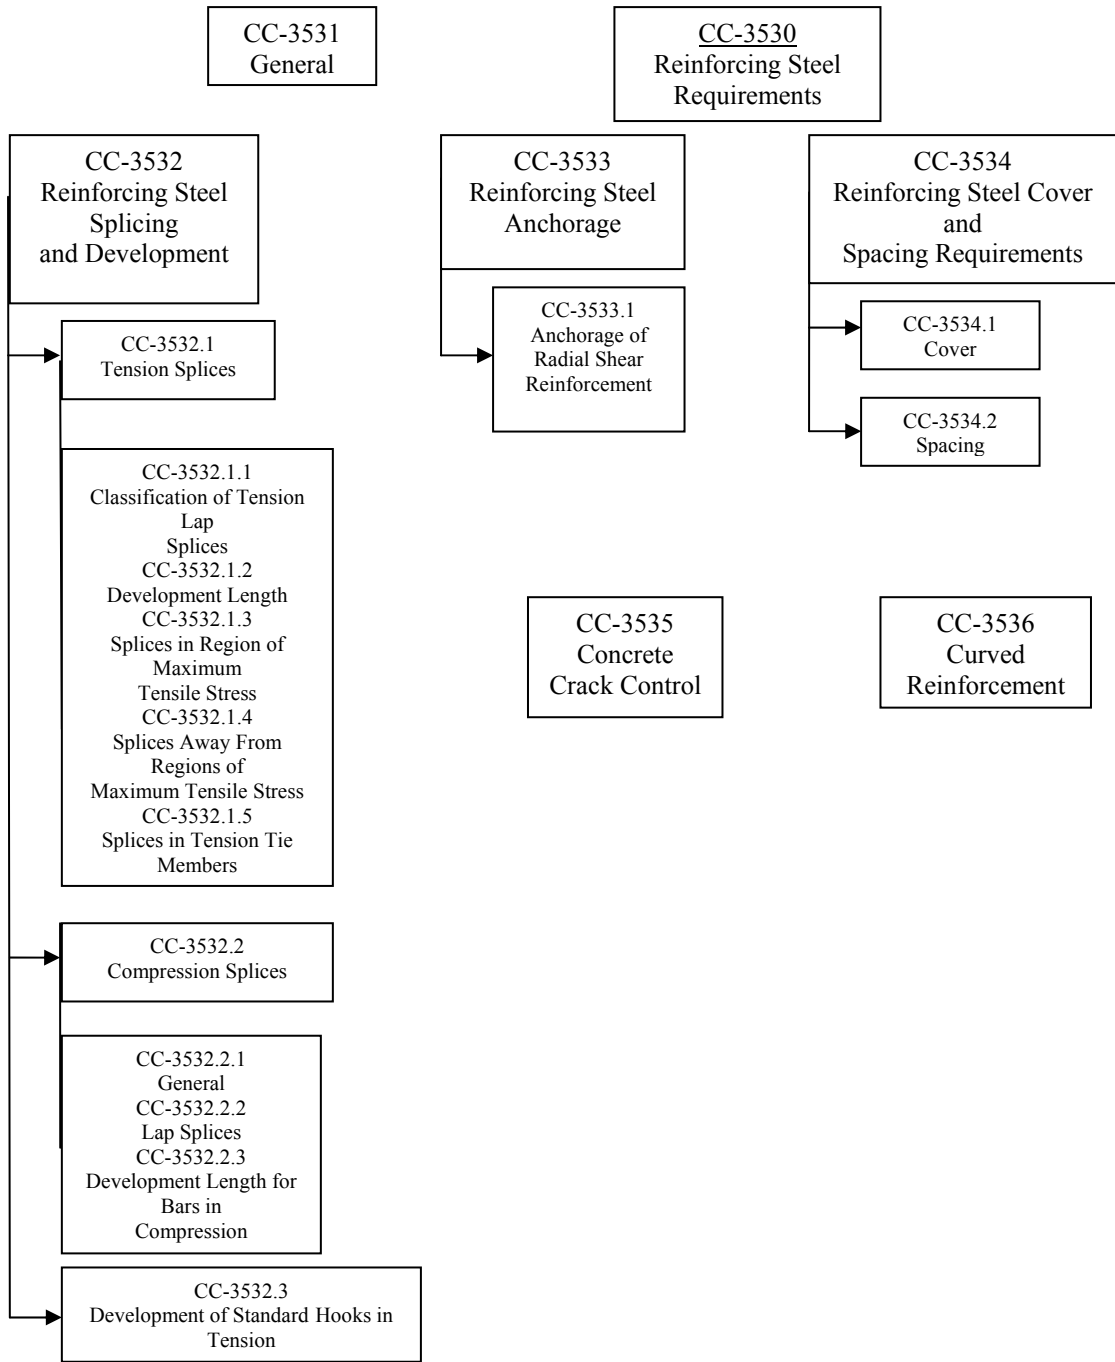 CC-3531
General
CC-3530
Reinforcing Steel
Requirements
CC-3532
Reinforcing Steel
Splicing
and Development
CC-3533
Reinforcing Steel
Anchorage
CC-3534
Reinforcing Steel Cover
and
Spacing Requirements
CC-3532.1
Tension Splices
CC-3533.1
Anchorage of
Radial Shear
Reinforcement
CC-3534.1
Cover
CC-3534.2
Spacing
CC-3532.1.1
Classification of Tension
Lap
Splices
CC-3532.1.2
Development Length
CC-3532.1.3
Splices in Region of
Maximum
Tensile Stress
CC-3532.1.4
Splices Away From
Regions of
Maximum Tensile Stress
CC-3532.1.5
Splices in Tension Tie
Members
CC-3535
Concrete
Crack Control
CC-3536
Curved
Reinforcement
CC-3532.2
Compression Splices
CC-3532.2.1
General
CC-3532.2.2
Lap Splices
CC-3532.2.3
Development Length for
Bars in
Compression
CC-3532.3
Development of Standard Hooks in
Tension